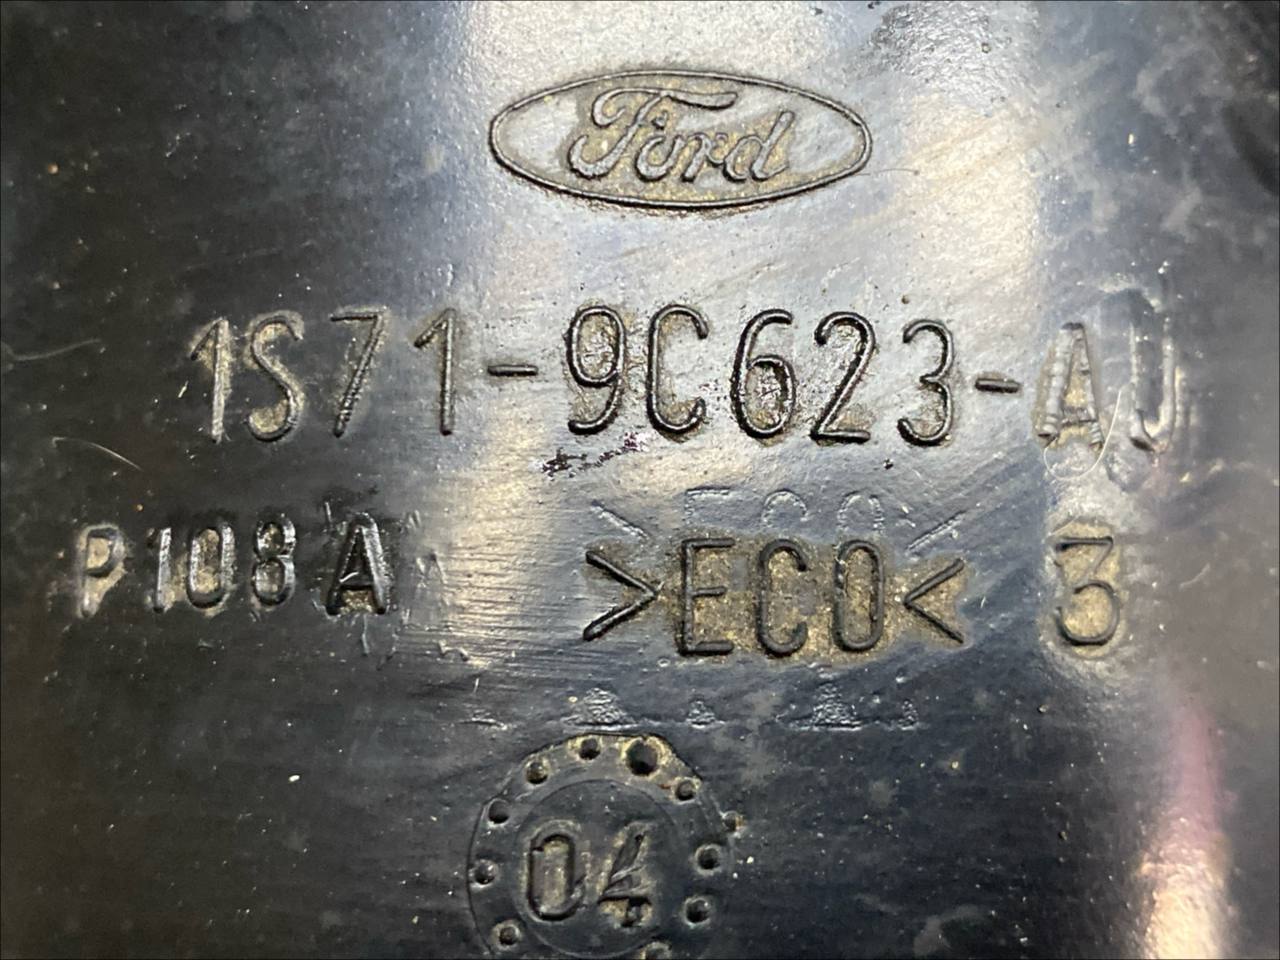 Ford
1S71-9C623-AU
P108A >ECO< 3
04